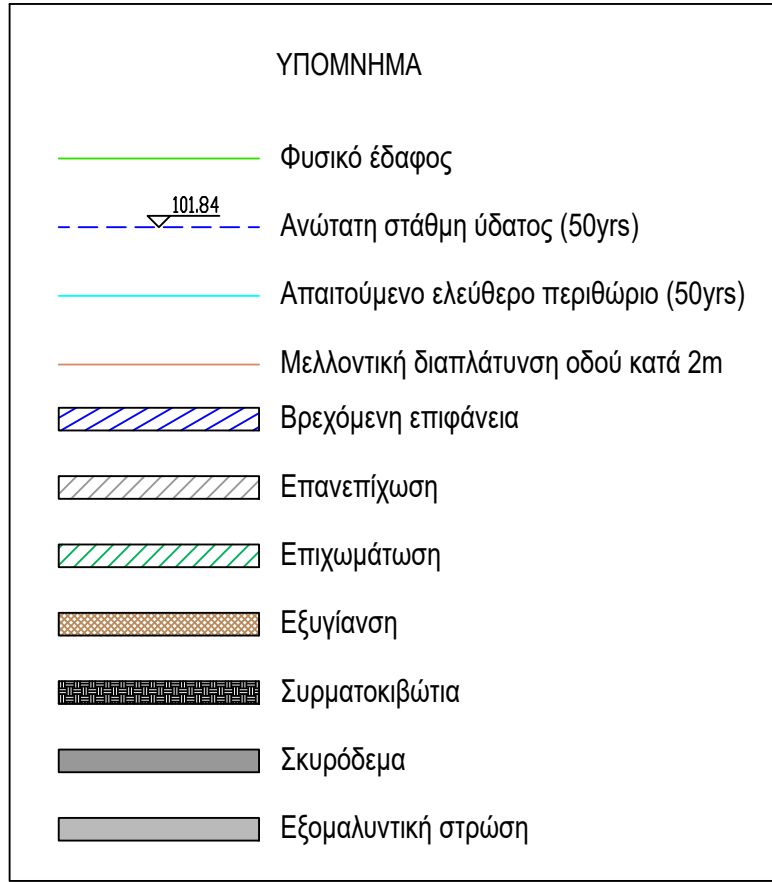 ΥΠΟΜΝΗΜΑ
Φυσικό έδαφος
101.84
Ανώτατη στάθμη ύδατος (50yrs)
Απαιτούμενο ελεύθερο περιθώριο (50yrs)
Μελλοντική διαπλάτυνση οδού κατά 2m
Βρεχόμενη επιφάνεια
Επανεπίχωση
Επιχωμάτωση
Εξυγίανση
Συρματοκιβώτια
Σκυρόδεμα
Εξομαλυντική στρώση